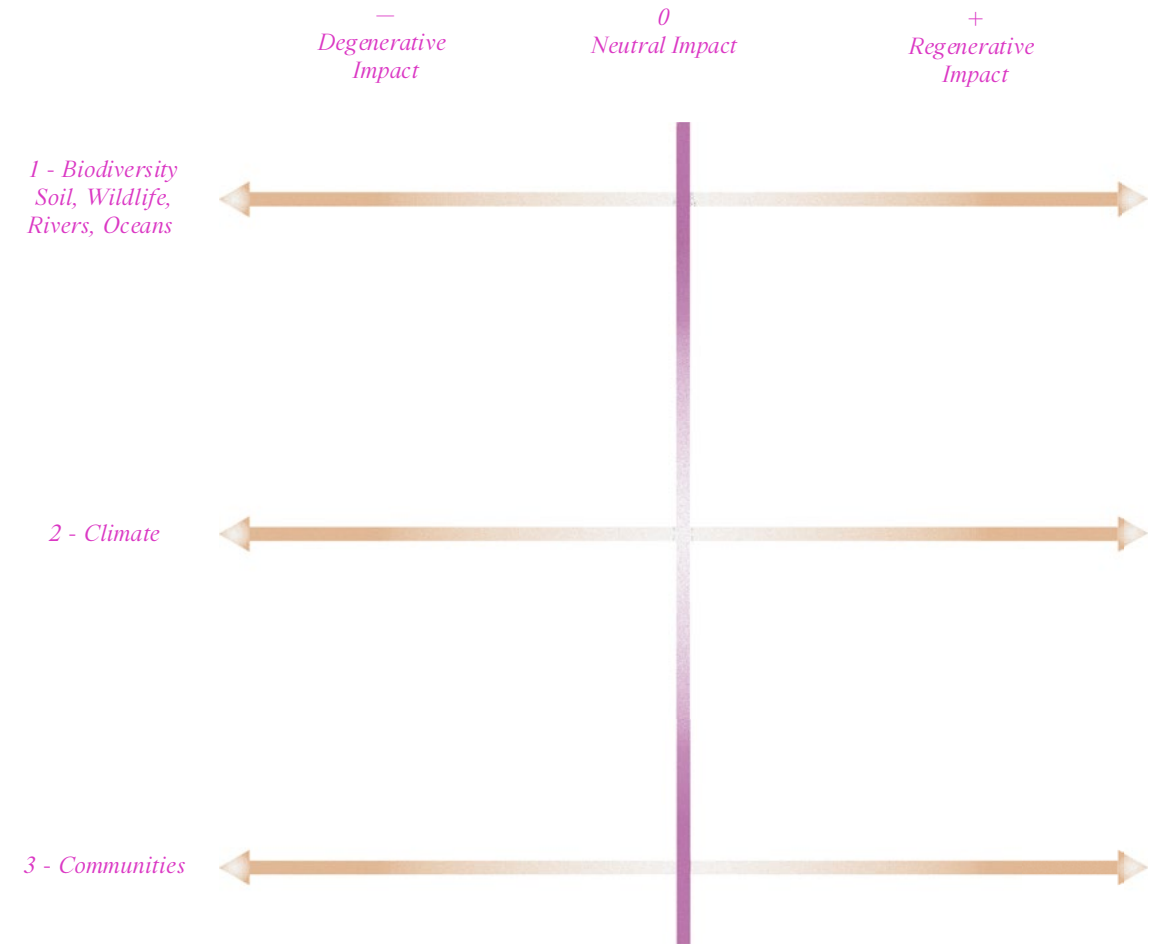 —
Degenerative
Impact
0
Neutral Impact
+
Regenerative
Impact
1 - Biodiversity
Soil, Wildlife,
Rivers, Oceans
2 - Climate
3 - Communities